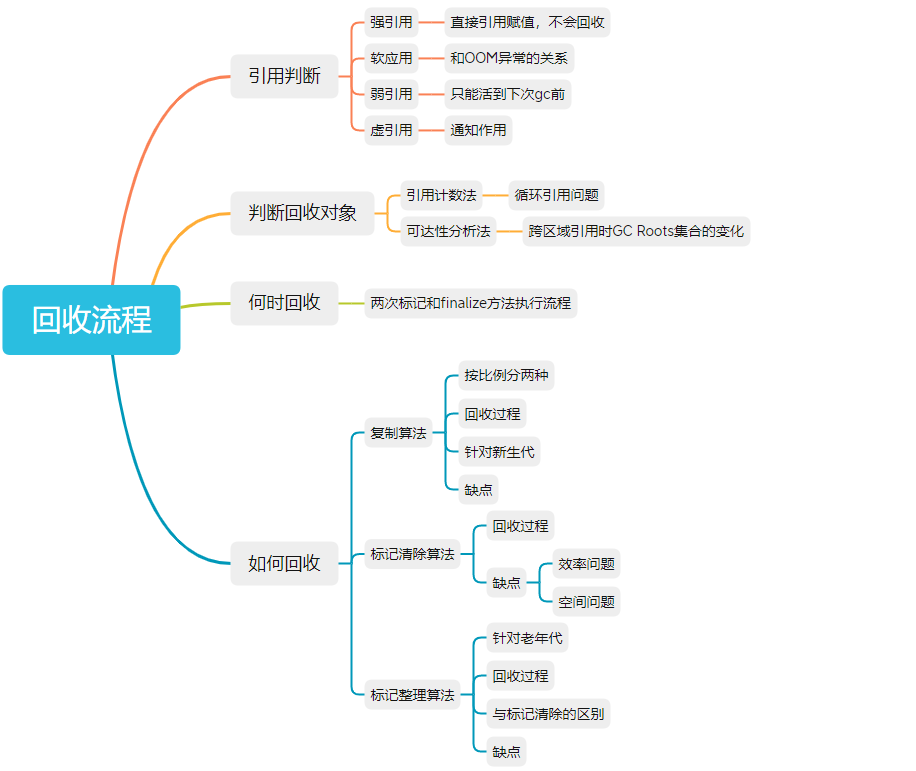 回收流程
引用判断
强引用
直接引用赋值，不会回收
软应用
和OOM异常的关系
弱引用
只能活到下次gc前
虚引用
通知作用
判断回收对象
引用计数法
循环引用问题
可达性分析法
跨区域引用时GC Roots集合的变化
何时回收
两次标记和finalize方法执行流程
如何回收
复制算法
按比例分两种
回收过程
针对新生代
缺点
标记清除算法
回收过程
缺点
效率问题
空间问题
标记整理算法
针对老年代
回收过程
与标记清除的区别
缺点